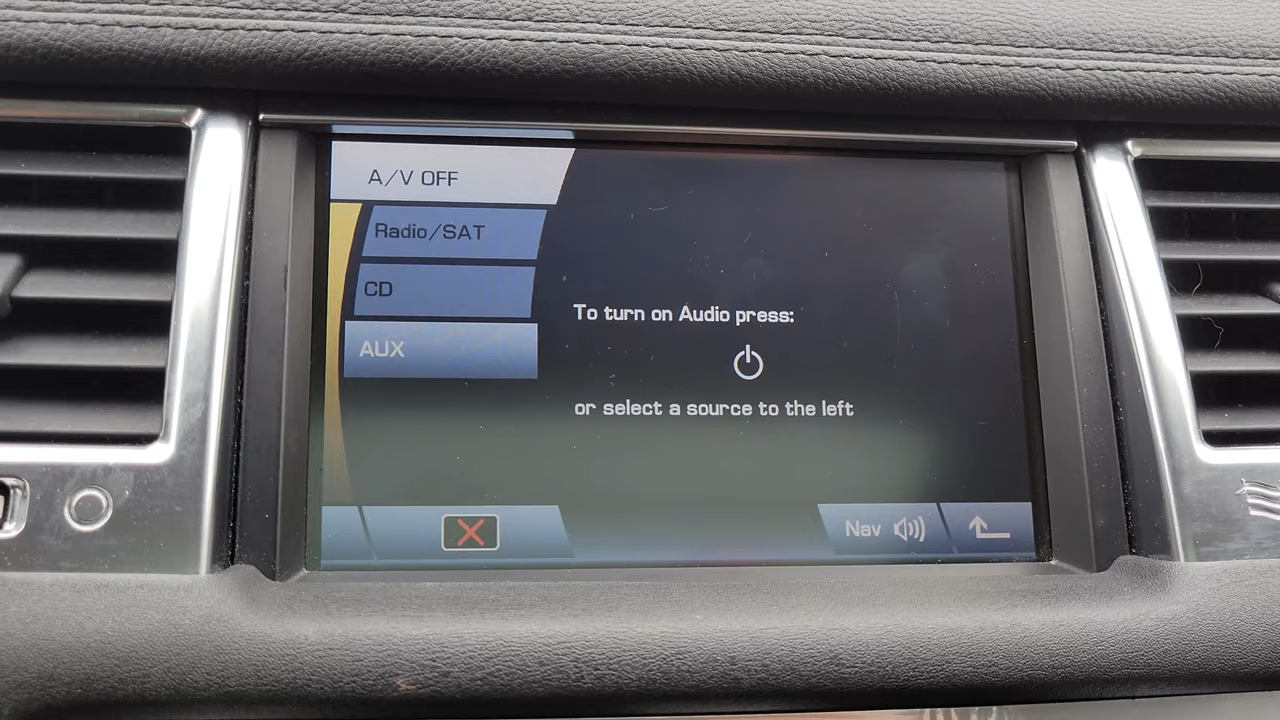 A/V OFF
Radio/SAT
CD
AUX
To turn on Audio press:
or select a source to the left
Nav